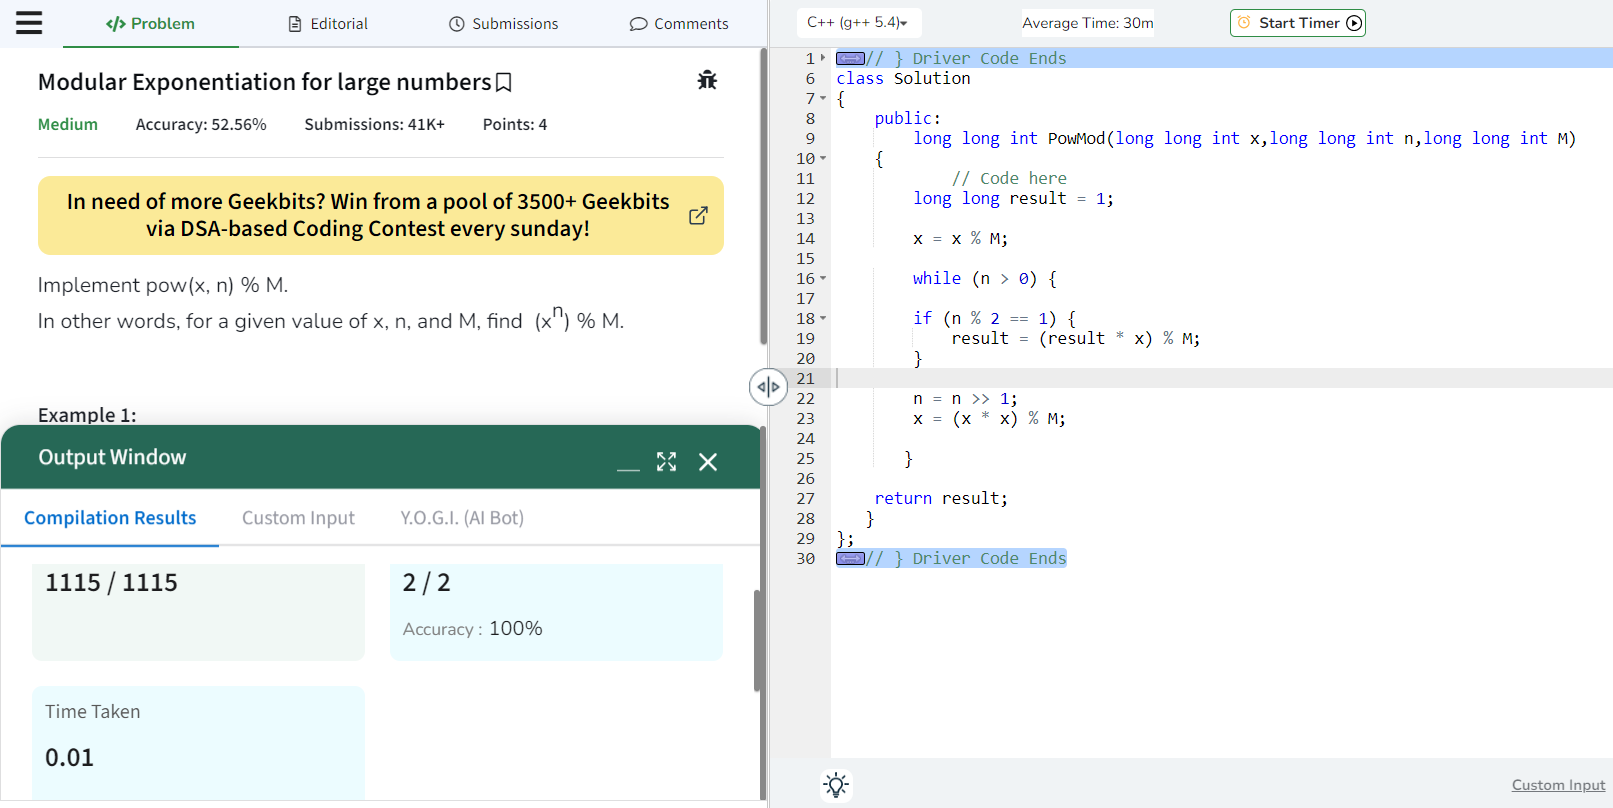 </> Problem
Editorial
Submissions
Comments
Modular Exponentiation for large numbers
Medium Accuracy: 52.56% Submissions: 41K+ Points: 4
In need of more Geekbits? Win from a pool of 3500+ Geekbits
via DSA-based Coding Contest every sunday!
Implement pow(x, n) % M.
In other words, for a given value of x, n, and M, find (xⁿ) % M.
Example 1:
Output Window
Compilation Results Custom Input Y.O.G.I. (AI Bot)
1115 / 1115
2 / 2
Accuracy : 100%
Time Taken
0.01
C++ (g++ 5.4)
Average Time: 30m
Start Timer
1 // } Driver Code Ends
6 class Solution
7 {
8 public:
9 long long int PowMod(long long int x,long long int n,long long int M)
10 {
11 // Code here
12 long long result = 1;
13
14 x = x % M;
15
16 while (n > 0) {
17
18 if (n % 2 == 1) {
19 result = (result * x) % M;
20 }
21
22 n = n >> 1;
23 x = (x * x) % M;
24
25 }
26
27 return result;
28 }
29 };
30 // } Driver Code Ends
Custom Input